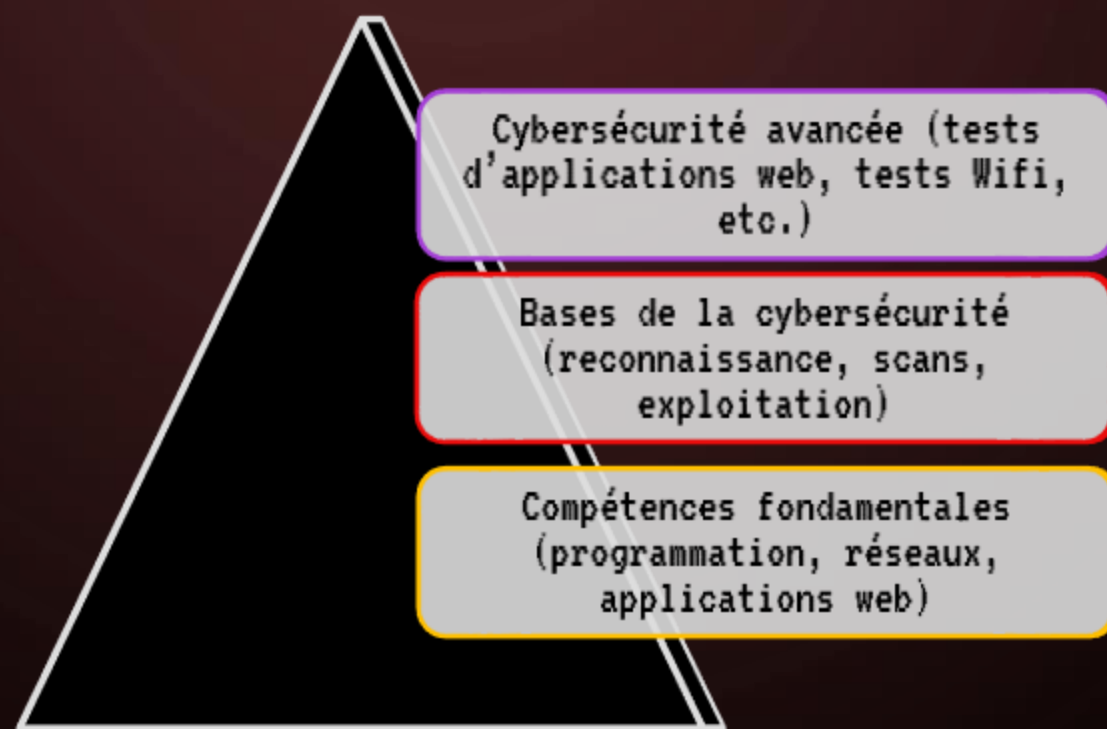 Cybersécurité avancée (tests
d’applications web, tests Wifi,
etc.)
Bases de la cybersécurité
(reconnaissance, scans,
exploitation)
Compétences fondamentales
(programmation, réseaux,
applications web)